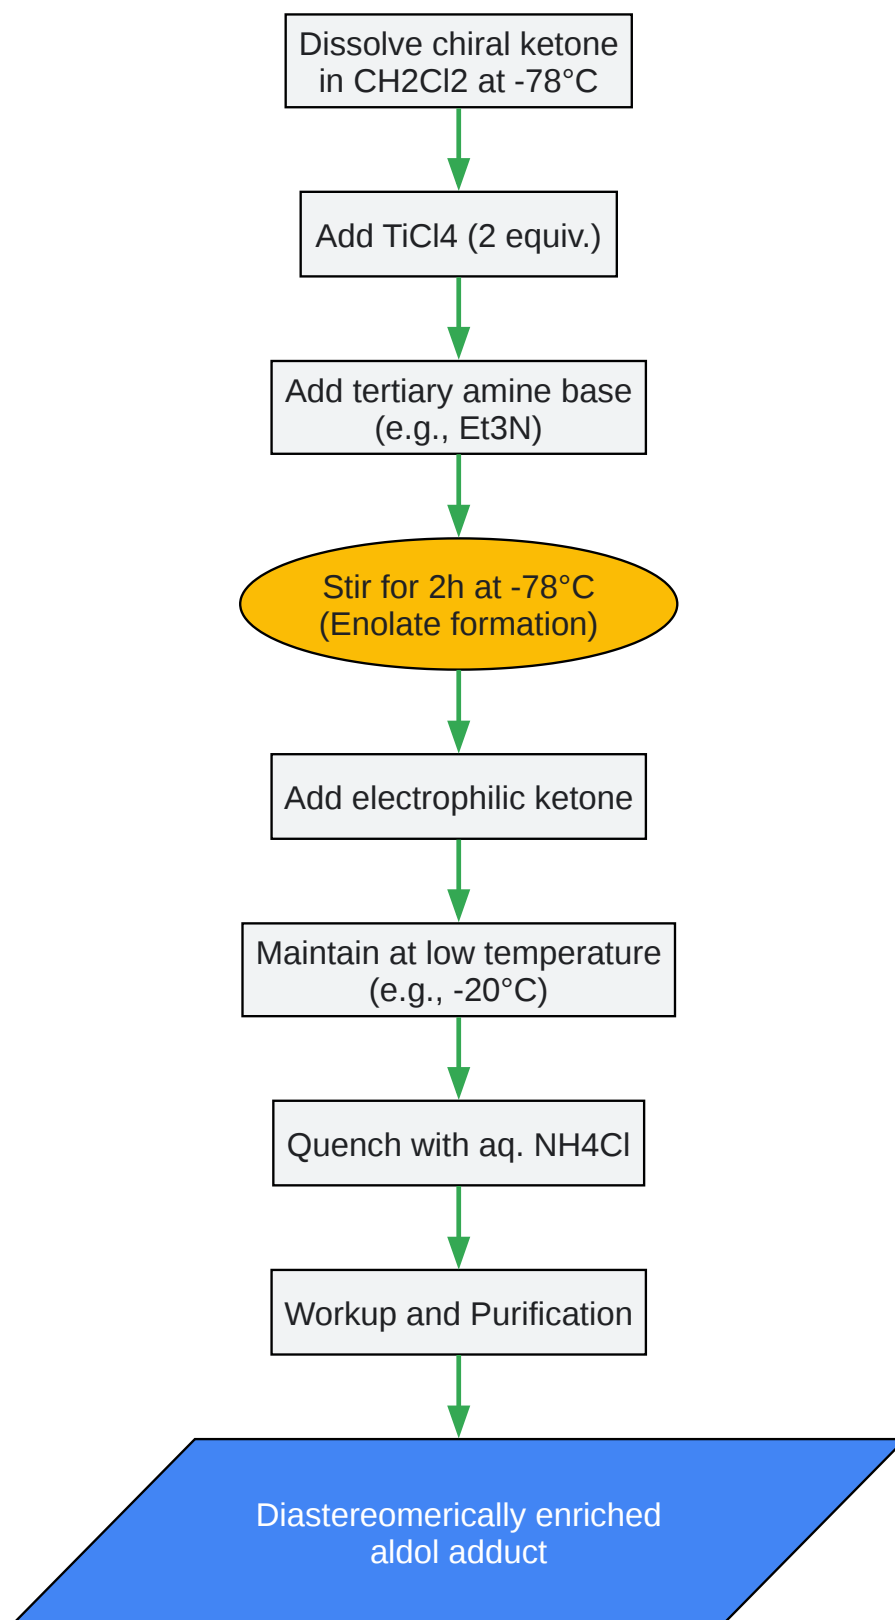 Dissolve chiral ketone
in CH2Cl2 at -78°C
Add TiCl4 (2 equiv.)
Add tertiary amine base
(e.g., Et3N)
Stir for 2h at -78°C
(Enolate formation)
Add electrophilic ketone
Maintain at low temperature
(e.g., -20°C)
Quench with aq. NH4Cl
Workup and Purification
Diastereomerically enriched
aldol adduct